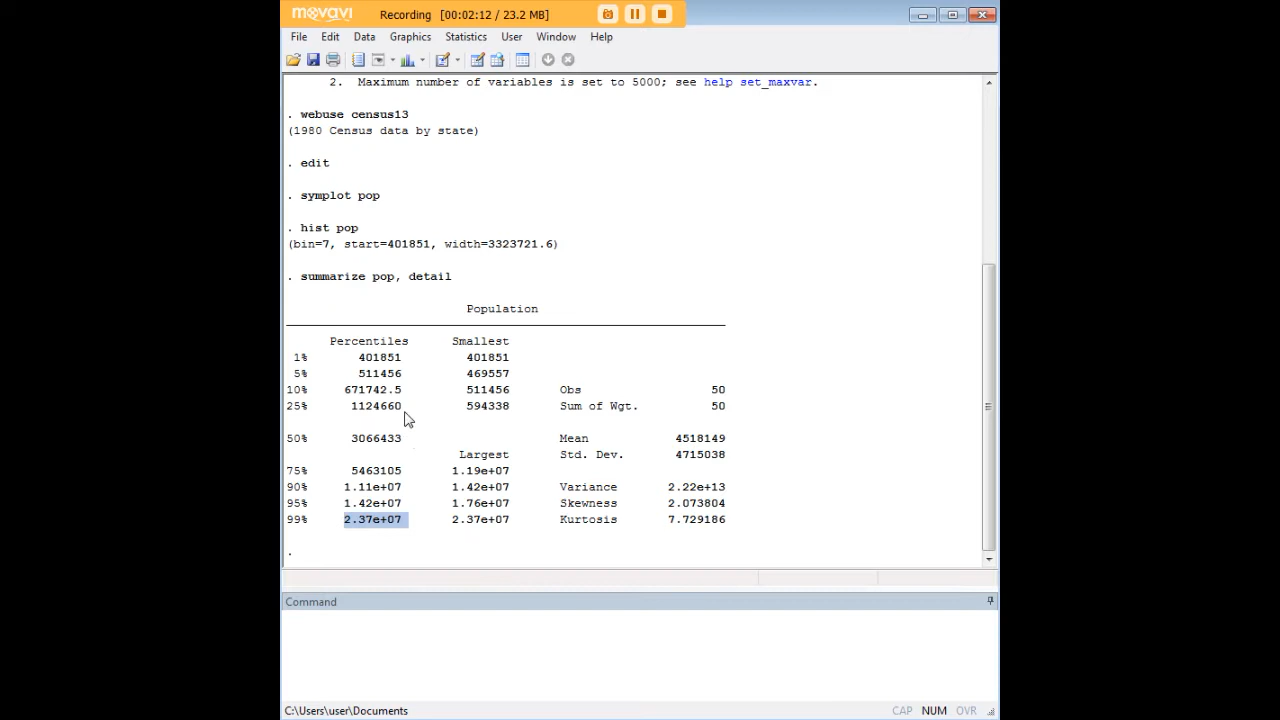 movavi Recording [00:02:12 / 23.2 MB]
File Edit Data Graphics Statistics User Window Help
2. Maximum number of variables is set to 5000; see help set_maxvar.
. webuse census13
(1980 Census data by state)
. edit
. symplot pop
. hist pop
(bin=7, start=401851, width=3323721.6)
. summarize pop, detail
Population
Percentiles Smallest
1% 401851 401851
5% 511456 469557
10% 671742.5 511456 Obs 50
25% 1124660 594338 Sum of Wgt. 50
50% 3066433 Mean 4518149
Largest Std. Dev. 4715038
75% 5463105 1.19e+07
90% 1.11e+07 1.42e+07 Variance 2.22e+13
95% 1.42e+07 1.76e+07 Skewness 2.073804
99% 2.37e+07 2.37e+07 Kurtosis 7.729186
.
Command
C:\Users\user\Documents CAP NUM OVR